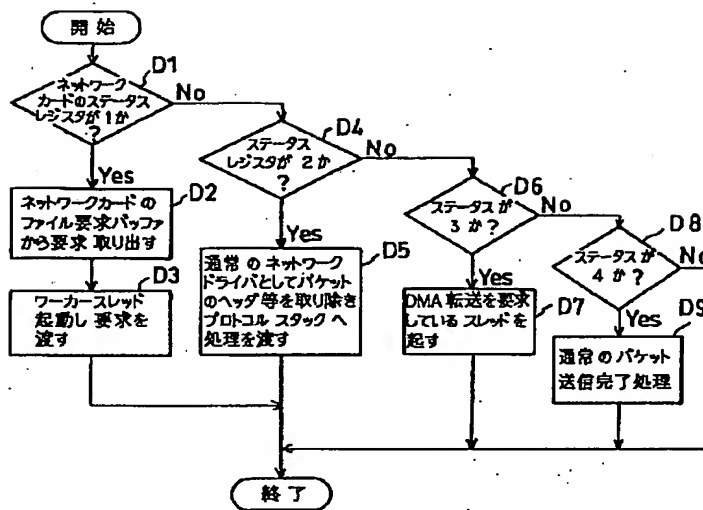 開始
D1
ネットワーク
カードのステータス
レジスタが1か
?
No
Yes
D2
ネットワークカードの
ファイル要求バッファ
から要求取り出す
D3
ワーカースレッド
起動し要求を
渡す
D4
ステータス
レジスタが2か
?
No
Yes
D5
通常のネットワーク
ドライバとしてパケット
のヘッダ等を取り除き
プロトコルスタックへ
処理を渡す
D6
ステータスが
3か?
No
Yes
D7
DMA転送を要求
しているスレッドを
起す
D8
ステータスが
4か?
No
Yes
D9
通常のパケット
送信完了処理
終了